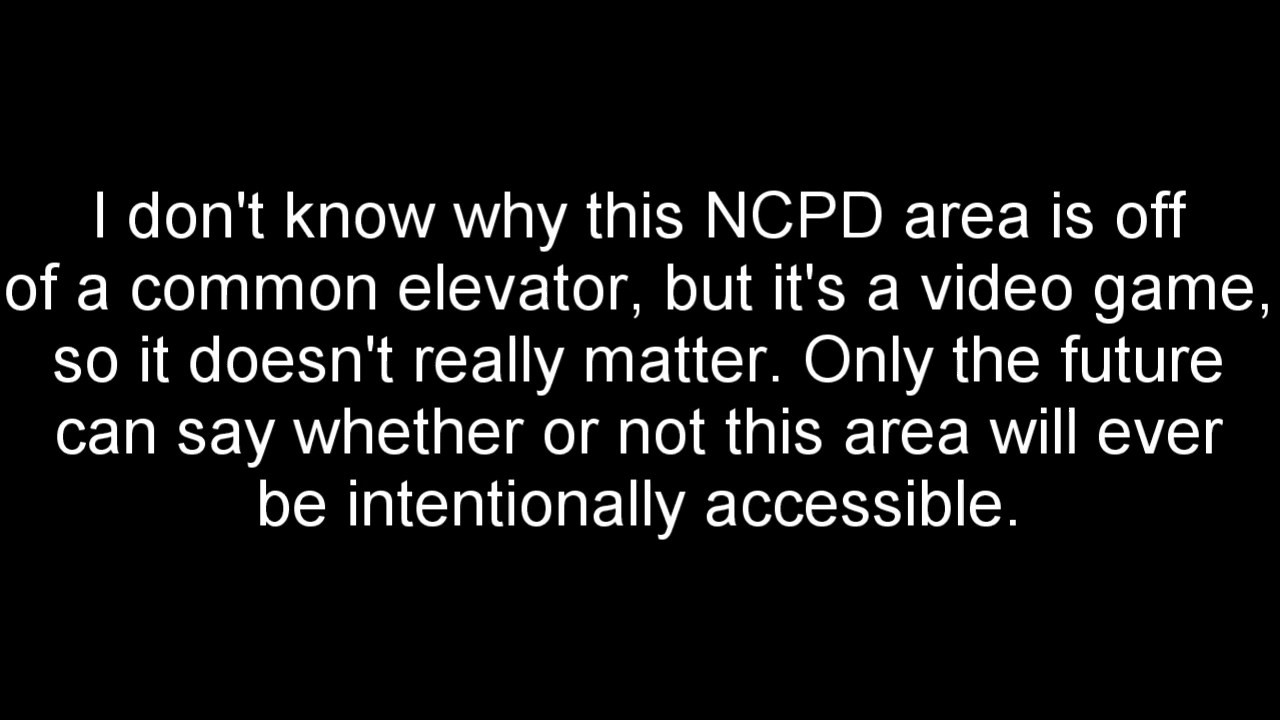 I don't know why this NCPD area is off
of a common elevator, but it's a video game,
so it doesn't really matter. Only the future
can say whether or not this area will ever
be intentionally accessible.